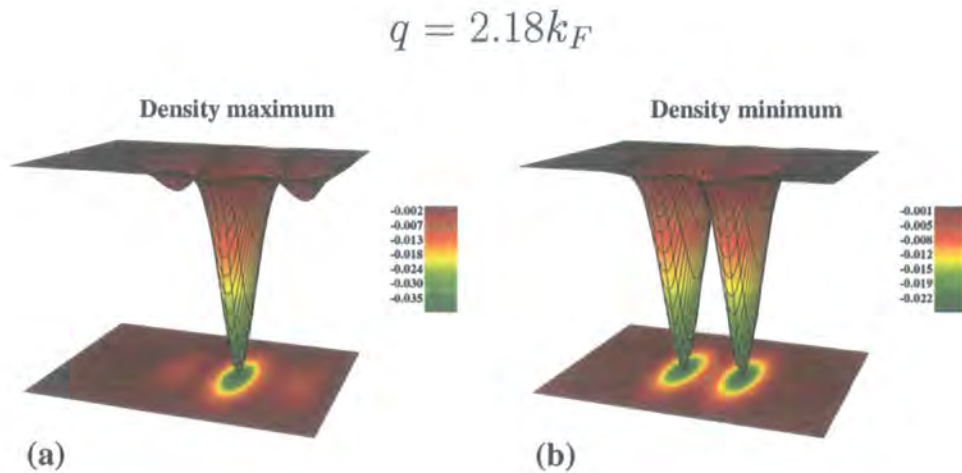 q = 2.18k_F
Density maximum
Density minimum
-0.002
-0.007
-0.013
-0.018
-0.024
-0.030
-0.035
-0.001
-0.005
-0.008
-0.012
-0.015
-0.019
-0.022
(a)
(b)